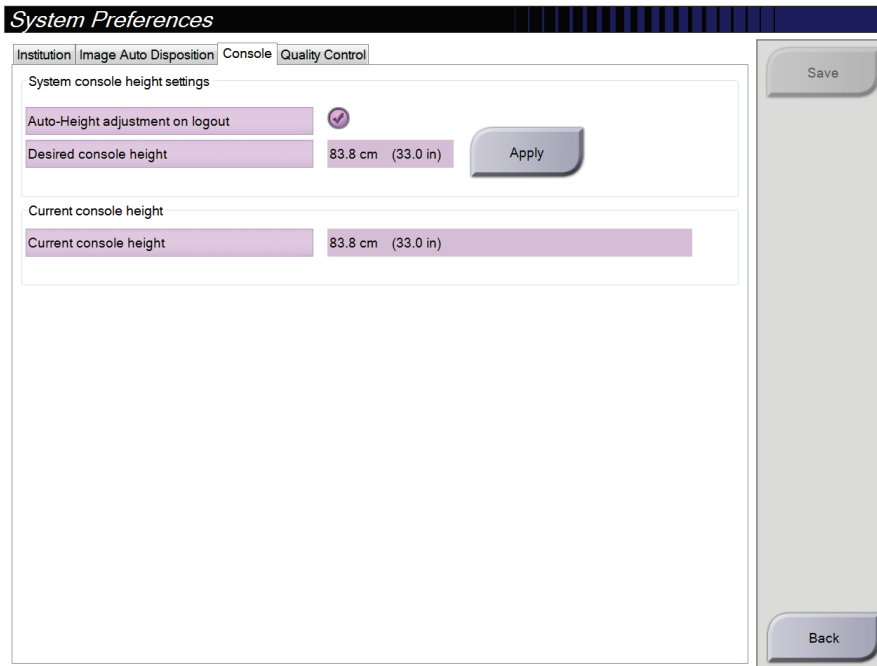 System Preferences
Institution Image Auto Disposition Console Quality Control
Save
System console height settings
Auto-Height adjustment on logout
Desired console height 83.8 cm (33.0 in) Apply
Current console height
Current console height 83.8 cm (33.0 in)
Back